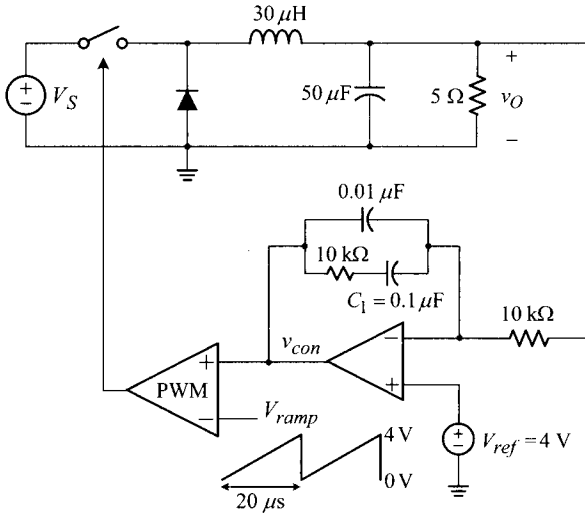 30 μH
+
−
V_S
50 μF
5 Ω
+
v_O
−
0.01 μF
10 kΩ
C_1 = 0.1 μF
10 kΩ
PWM
+
−
v_con
−
+
V_ramp
4 V
0 V
20 μs
+
−
V_ref = 4 V